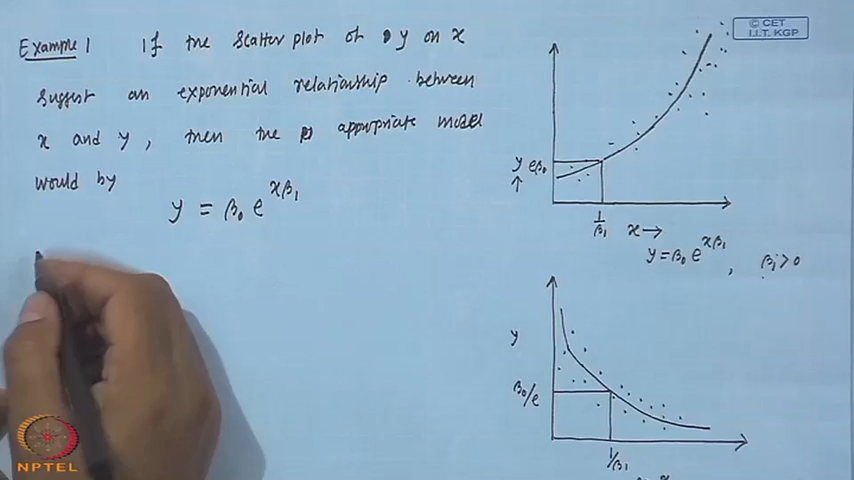 Example 1 If the scatter plot of y on x
suggest an exponential relationship between
x and y, then the appropriate model
would by
y = β₀ e^{xβ₁}
© CET
I.I.T. KGP
y eβ₀
↑
1/β₁ x →
y = β₀ e^{xβ₁}, β₁ > 0
y
β₀/e
1/β₁
x
NPTEL